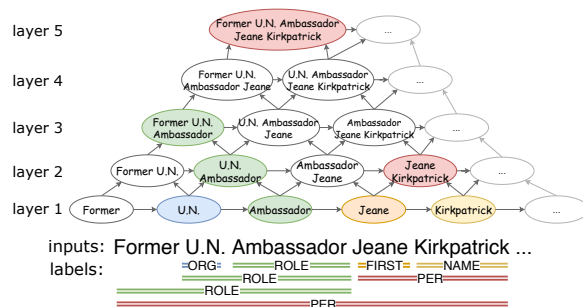 layer 5
Former U.N. Ambassador
Jeane Kirkpatrick
...
layer 4
Former U.N.
Ambassador Jeane
U.N. Ambassador
Jeane Kirkpatrick
...
layer 3
Former U.N.
Ambassador
U.N. Ambassador
Jeane
Ambassador
Jeane Kirkpatrick
...
layer 2
Former U.N.
U.N.
Ambassador
Ambassador
Jeane
Jeane
Kirkpatrick
...
layer 1
Former
U.N.
Ambassador
Jeane
Kirkpatrick
...
inputs: Former U.N. Ambassador Jeane Kirkpatrick ...
labels: ORG ROLE FIRST NAME
ROLE PER
ROLE
PER